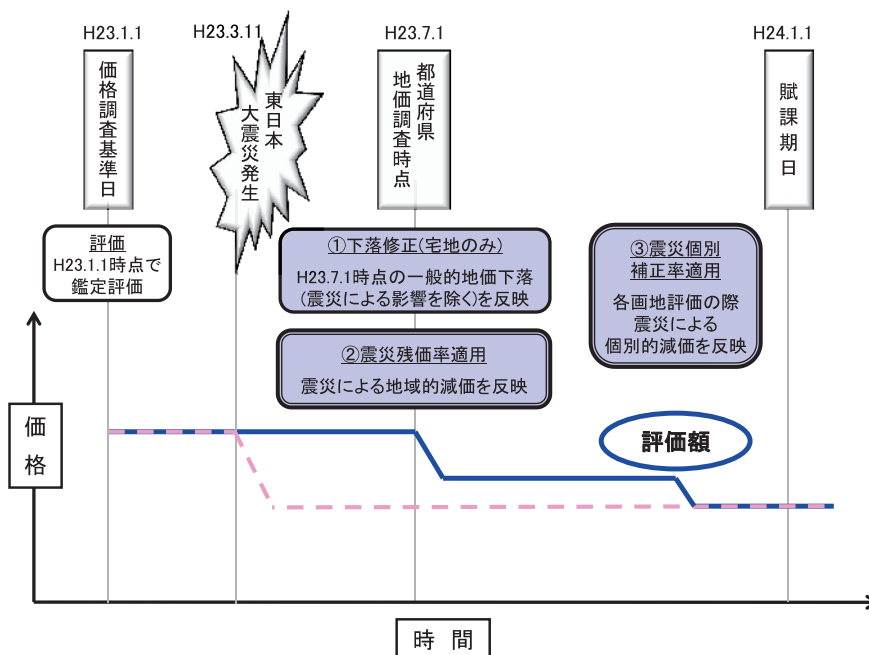 H23.1.1
H23.3.11
H23.7.1
H24.1.1
価格調査基準日
東日本
大震災発生
都道府県
地価調査時点
賦課期日
評価
H23.1.1時点で
鑑定評価
①下落修正(宅地のみ)
H23.7.1時点の一般的地価下落
(震災による影響を除く)を反映
②震災残価率適用
震災による地域的減価を反映
③震災個別
補正率適用
各画地評価の際
震災による
個別的減価を反映
価格
評価額
時間